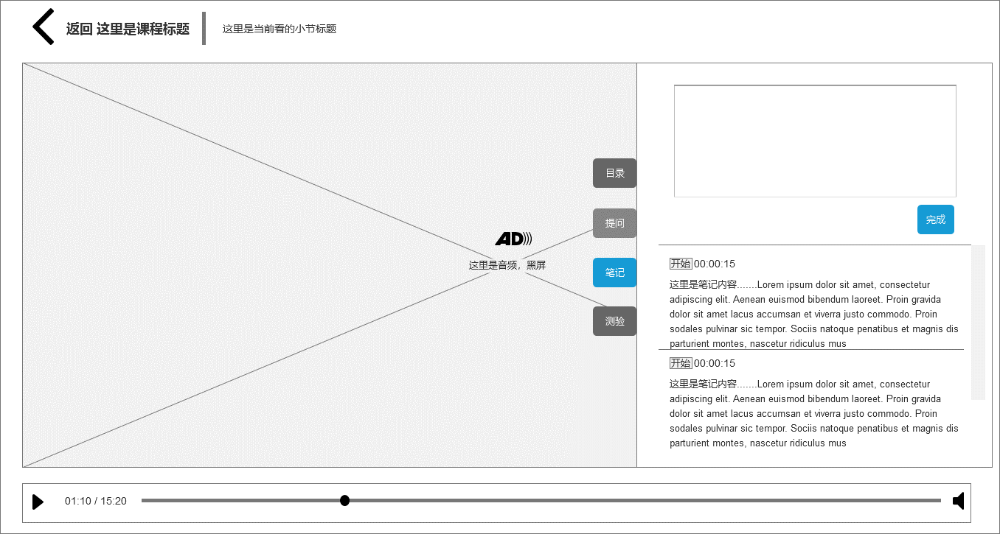 返回 这里是课程标题
这里是当前看的小节标题
目录
提问
AD
这里是音频，黑屏
笔记
测验
完成
开始 00:00:15
这里是笔记内容.......Lorem ipsum dolor sit amet, consectetur
adipiscing elit. Aenean euismod bibendum laoreet. Proin gravida
dolor sit amet lacus accumsan et viverra justo commodo. Proin
sodales pulvinar sic tempor. Sociis natoque penatibus et magnis dis
parturient montes, nascetur ridiculus mus
开始 00:00:15
这里是笔记内容.......Lorem ipsum dolor sit amet, consectetur
adipiscing elit. Aenean euismod bibendum laoreet. Proin gravida
dolor sit amet lacus accumsan et viverra justo commodo. Proin
sodales pulvinar sic tempor. Sociis natoque penatibus et magnis dis
parturient montes, nascetur ridiculus mus
01:10 / 15:20